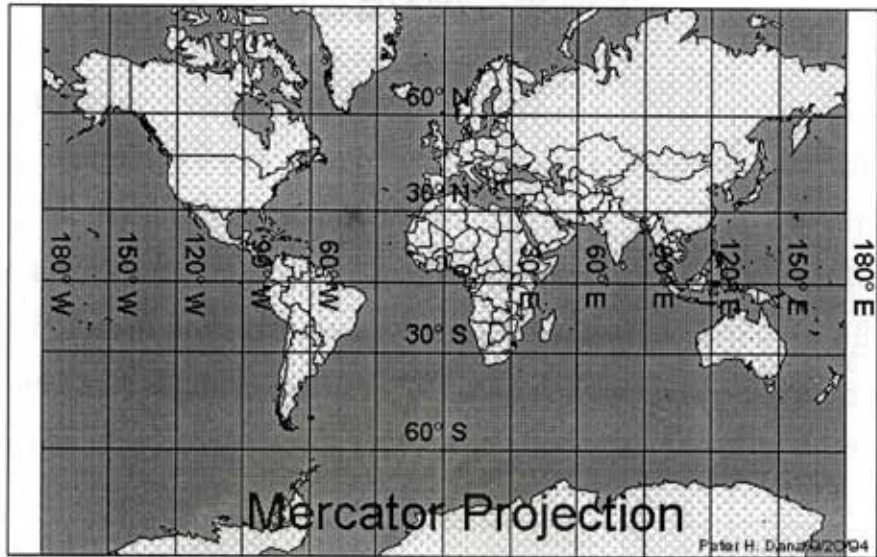 60° N
30° N
180° W
150° W
120° W
90° W
60° W
30° E
60° E
90° E
120° E
150° E
180° E
30° S
60° S
Mercator Projection
Peter H. Dana 9/20/94